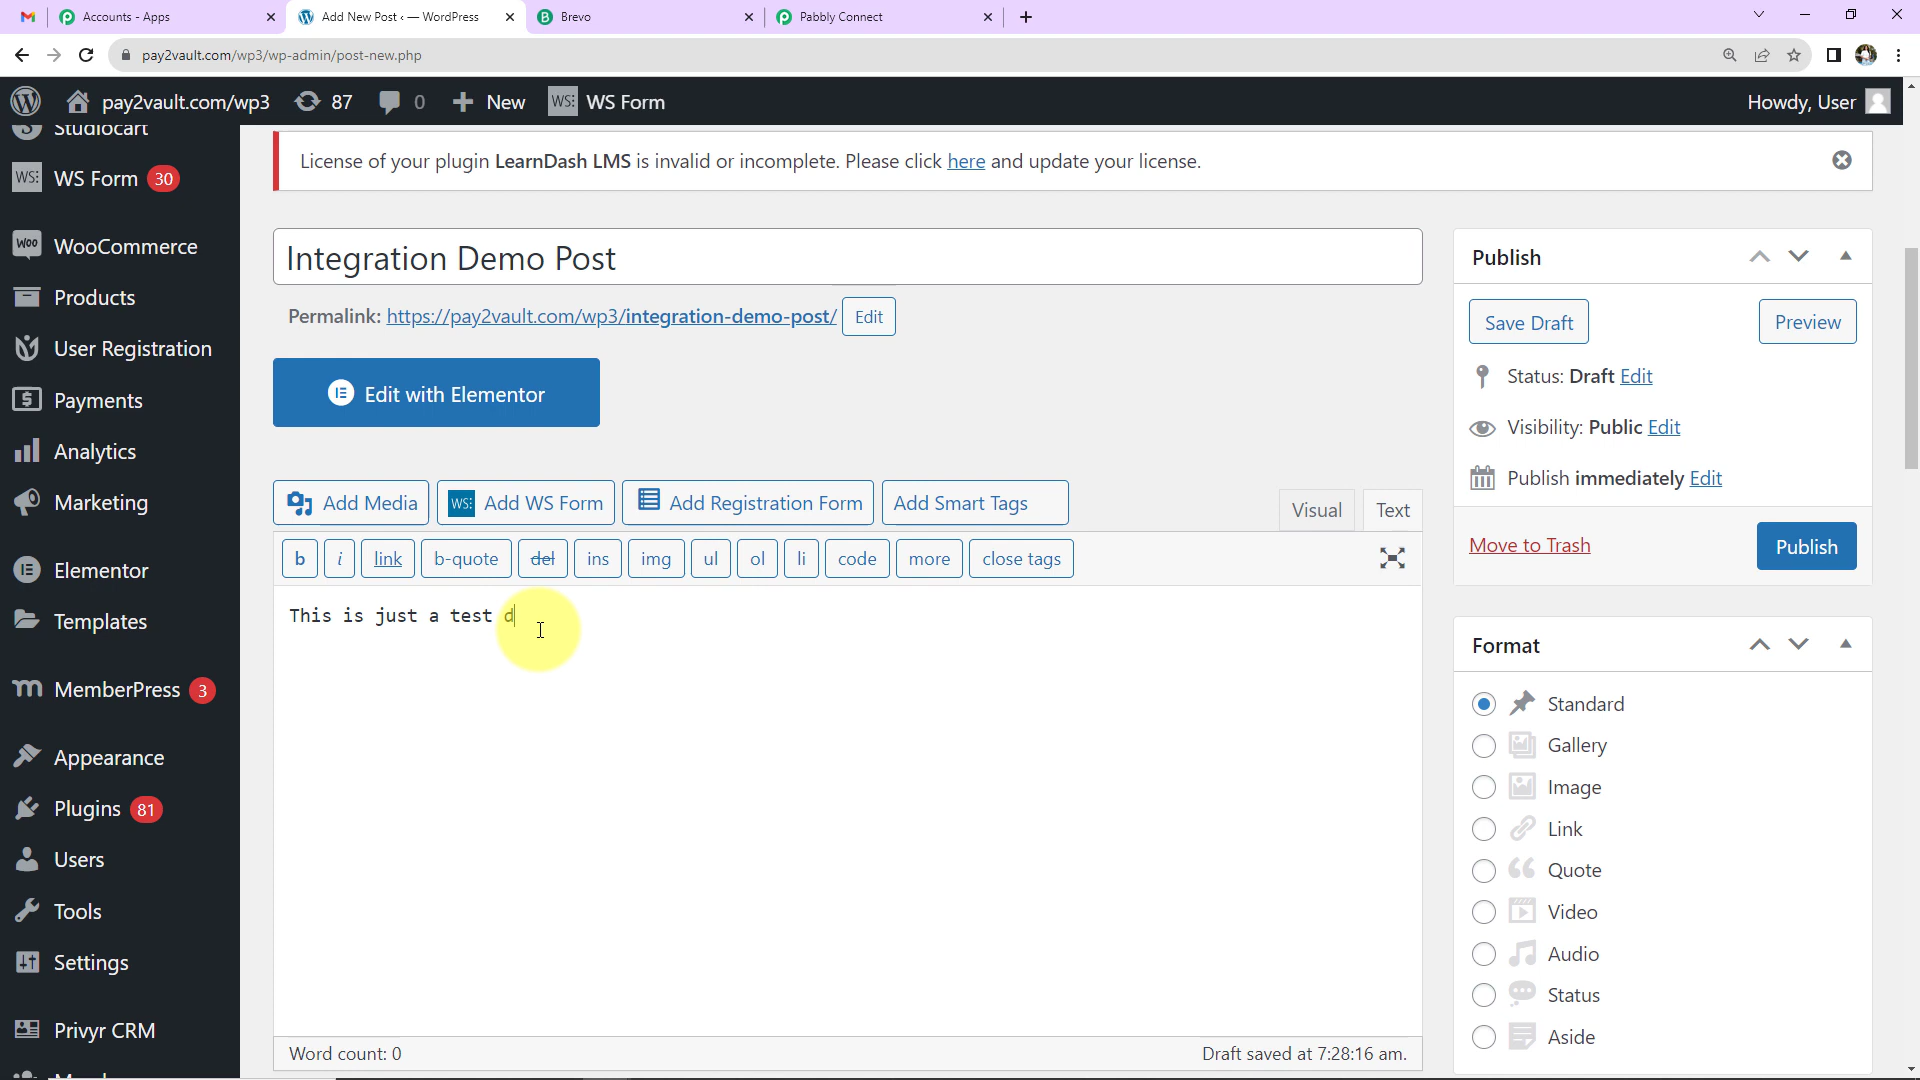 Accounts - Apps
Add New Post ‹ — WordPress
Brevo
Pabbly Connect
pay2vault.com/wp3/wp-admin/post-new.php
pay2vault.com/wp3
87
0
New
WS Form
Howdy, User
Studiocart
WS Form 30
WooCommerce
Products
User Registration
Payments
Analytics
Marketing
Elementor
Templates
MemberPress 3
Appearance
Plugins 81
Users
Tools
Settings
Privyr CRM
License of your plugin LearnDash LMS is invalid or incomplete. Please click here and update your license.
Integration Demo Post
Permalink: https://pay2vault.com/wp3/integration-demo-post/ Edit
Edit with Elementor
Add Media
Add WS Form
Add Registration Form
Add Smart Tags
Visual
Text
b
i
link
b-quote
del
ins
img
ul
ol
li
code
more
close tags
This is just a test d
Word count: 0
Draft saved at 7:28:16 am.
Publish
Save Draft
Preview
Status: Draft Edit
Visibility: Public Edit
Publish immediately Edit
Move to Trash
Publish
Format
Standard
Gallery
Image
Link
Quote
Video
Audio
Status
Aside